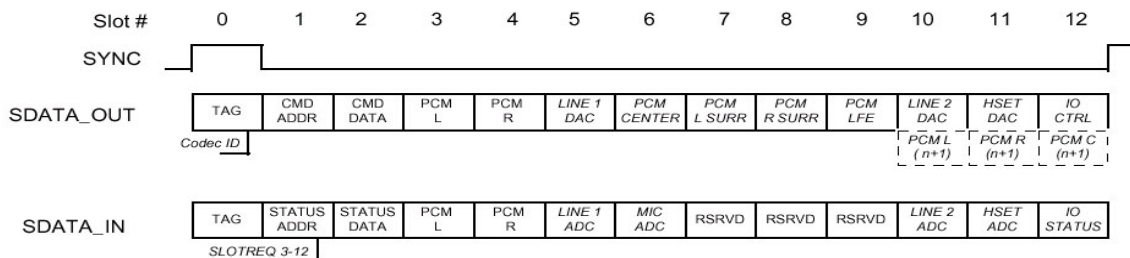 Slot # 0 1 2 3 4 5 6 7 8 9 10 11 12
SYNC
SDATA_OUT TAG CMD ADDR CMD DATA PCM L PCM R LINE 1 DAC PCM CENTER PCM L SURR PCM R SURR PCM LFE LINE 2 DAC HSET DAC IO CTRL
Codec ID PCM L (n+1) PCM R (n+1) PCM C (n+1)
SDATA_IN TAG STATUS ADDR STATUS DATA PCM L PCM R LINE 1 ADC MIC ADC RSRVD RSRVD RSRVD LINE 2 ADC HSET ADC IO STATUS
SLOTREQ 3-12